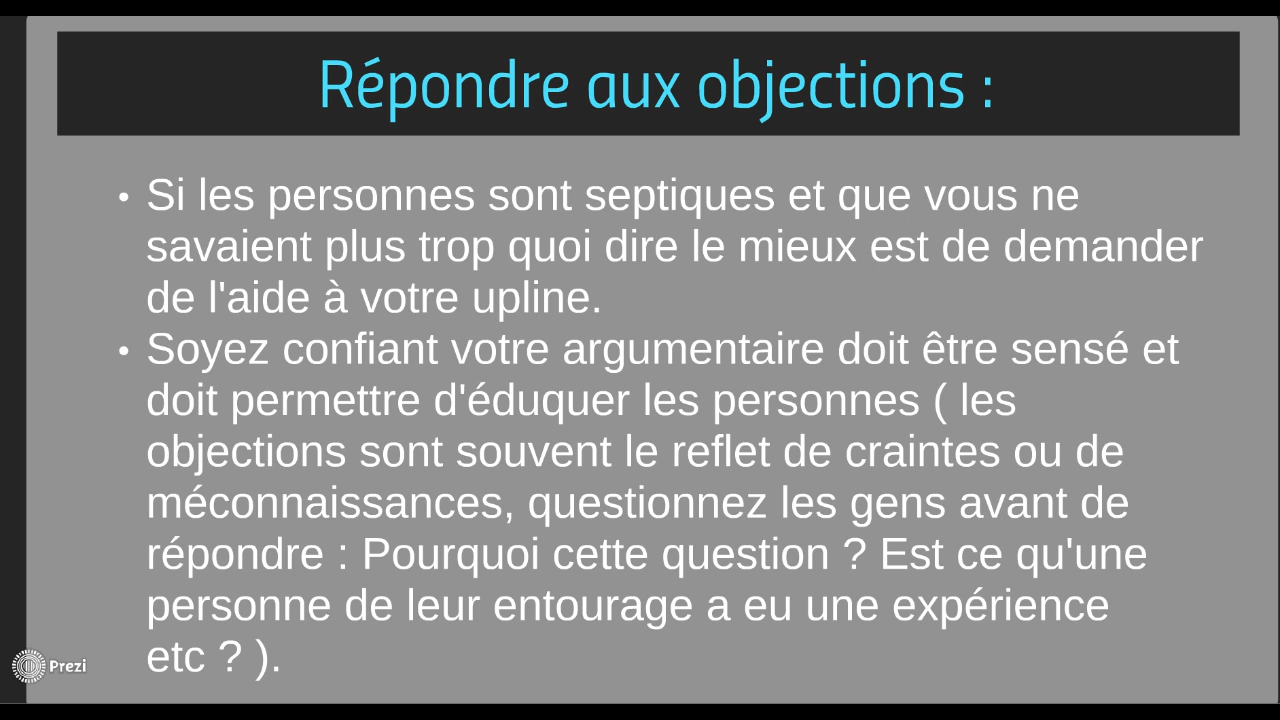 Répondre aux objections :
• Si les personnes sont septiques et que vous ne
savaient plus trop quoi dire le mieux est de demander
de l'aide à votre upline.
• Soyez confiant votre argumentaire doit être sensé et
doit permettre d'éduquer les personnes ( les
objections sont souvent le reflet de craintes ou de
méconnaissances, questionnez les gens avant de
répondre : Pourquoi cette question ? Est ce qu'une
personne de leur entourage a eu une expérience
etc ? ).
Prezi